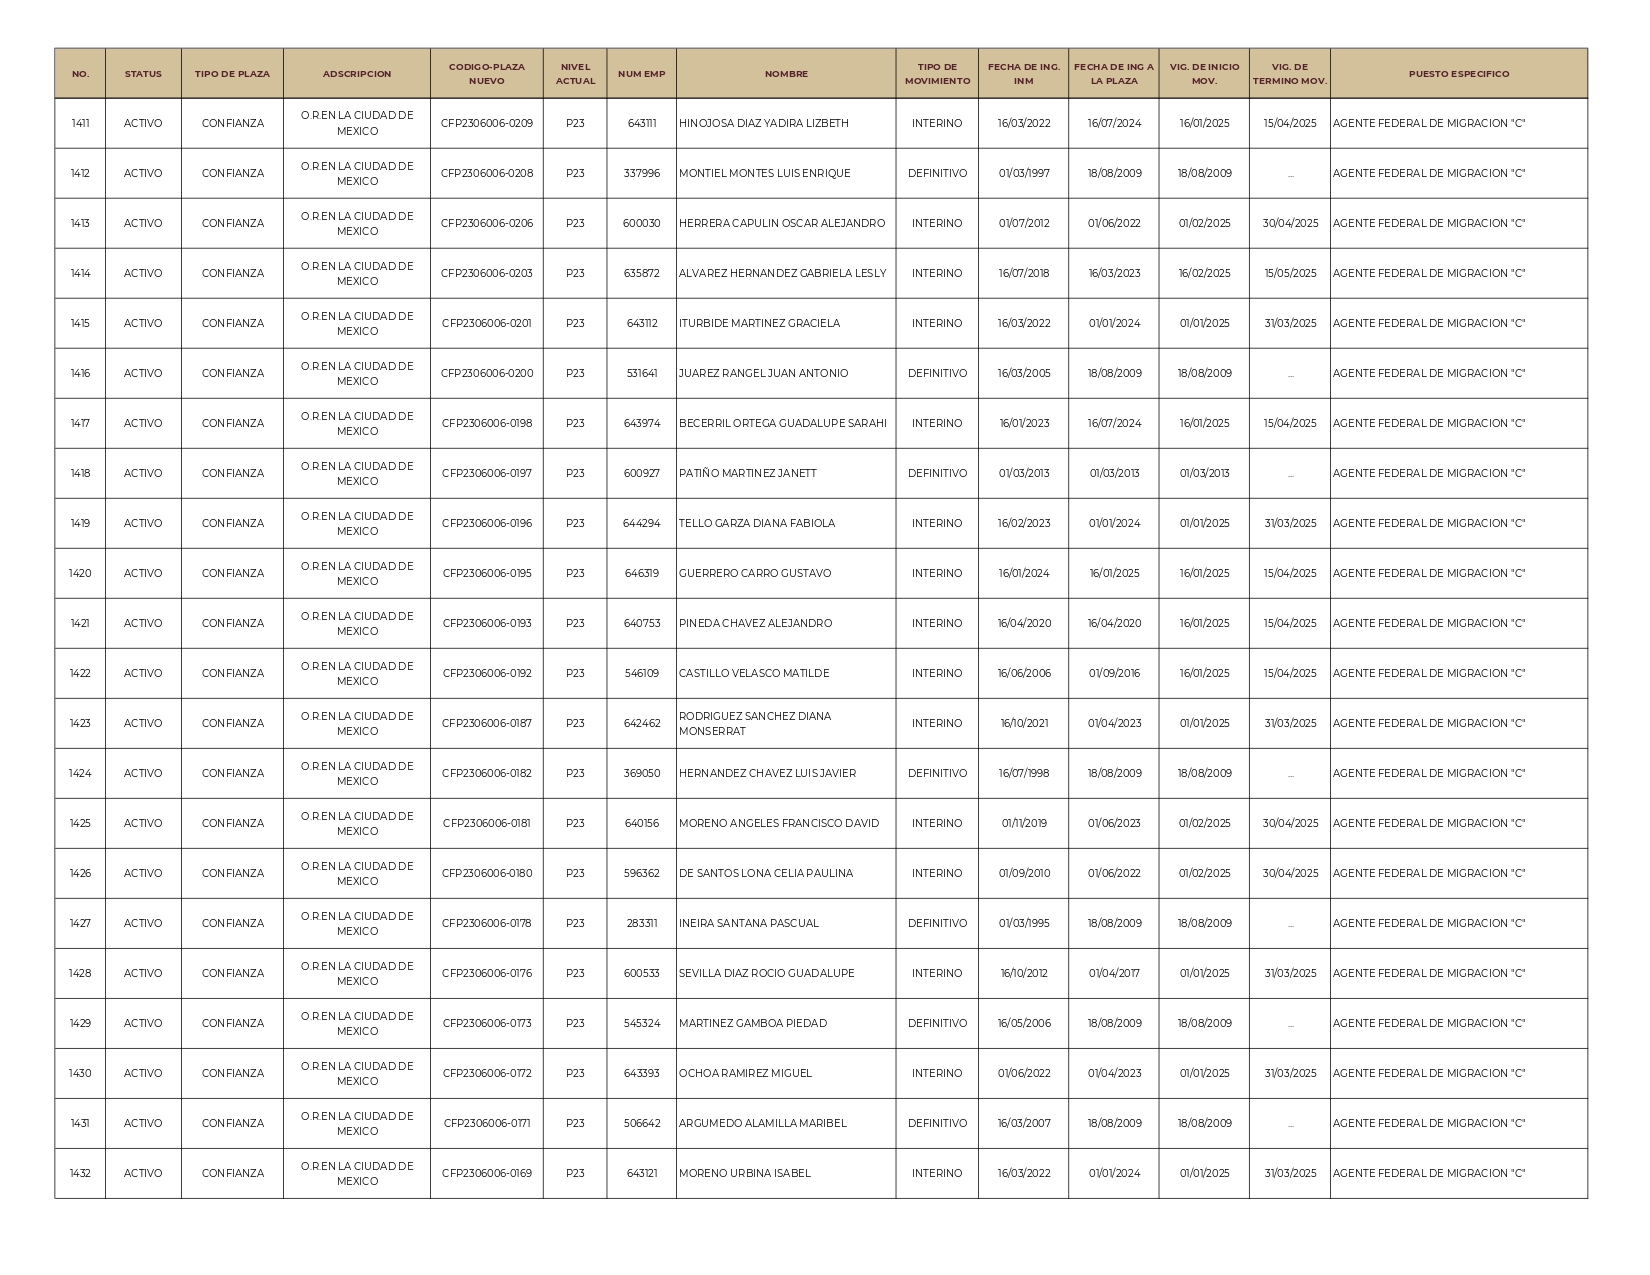 NO. STATUS TIPO DE PLAZA ADSCRIPCION CODIGO-PLAZA NUEVO NIVEL ACTUAL NUM EMP NOMBRE TIPO DE MOVIMIENTO FECHA DE ING. INM FECHA DE ING A LA PLAZA VIG. DE INICIO MOV. VIG. DE TERMINO MOV. PUESTO ESPECIFICO
1411 ACTIVO CONFIANZA O.R.EN LA CIUDAD DE MEXICO CFP2306006-0209 P23 643111 HINOJOSA DIAZ YADIRA LIZBETH INTERINO 16/03/2022 16/07/2024 16/01/2025 15/04/2025 AGENTE FEDERAL DE MIGRACION "C"
1412 ACTIVO CONFIANZA O.R.EN LA CIUDAD DE MEXICO CFP2306006-0208 P23 337996 MONTIEL MONTES LUIS ENRIQUE DEFINITIVO 01/03/1997 18/08/2009 18/08/2009 ... AGENTE FEDERAL DE MIGRACION "C"
1413 ACTIVO CONFIANZA O.R.EN LA CIUDAD DE MEXICO CFP2306006-0206 P23 600030 HERRERA CAPULIN OSCAR ALEJANDRO INTERINO 01/07/2012 01/06/2022 01/02/2025 30/04/2025 AGENTE FEDERAL DE MIGRACION "C"
1414 ACTIVO CONFIANZA O.R.EN LA CIUDAD DE MEXICO CFP2306006-0203 P23 635872 ALVAREZ HERNANDEZ GABRIELA LESLY INTERINO 16/07/2018 16/03/2023 16/02/2025 15/05/2025 AGENTE FEDERAL DE MIGRACION "C"
1415 ACTIVO CONFIANZA O.R.EN LA CIUDAD DE MEXICO CFP2306006-0201 P23 643112 ITURBIDE MARTINEZ GRACIELA INTERINO 16/03/2022 01/01/2024 01/01/2025 31/03/2025 AGENTE FEDERAL DE MIGRACION "C"
1416 ACTIVO CONFIANZA O.R.EN LA CIUDAD DE MEXICO CFP2306006-0200 P23 531641 JUAREZ RANGEL JUAN ANTONIO DEFINITIVO 16/03/2005 18/08/2009 18/08/2009 ... AGENTE FEDERAL DE MIGRACION "C"
1417 ACTIVO CONFIANZA O.R.EN LA CIUDAD DE MEXICO CFP2306006-0198 P23 643974 BECERRIL ORTEGA GUADALUPE SARAHI INTERINO 16/01/2023 16/07/2024 16/01/2025 15/04/2025 AGENTE FEDERAL DE MIGRACION "C"
1418 ACTIVO CONFIANZA O.R.EN LA CIUDAD DE MEXICO CFP2306006-0197 P23 600927 PATIÑO MARTINEZ JANETT DEFINITIVO 01/03/2013 01/03/2013 01/03/2013 ... AGENTE FEDERAL DE MIGRACION "C"
1419 ACTIVO CONFIANZA O.R.EN LA CIUDAD DE MEXICO CFP2306006-0196 P23 644294 TELLO GARZA DIANA FABIOLA INTERINO 16/02/2023 01/01/2024 01/01/2025 31/03/2025 AGENTE FEDERAL DE MIGRACION "C"
1420 ACTIVO CONFIANZA O.R.EN LA CIUDAD DE MEXICO CFP2306006-0195 P23 646319 GUERRERO CARRO GUSTAVO INTERINO 16/01/2024 16/01/2025 16/01/2025 15/04/2025 AGENTE FEDERAL DE MIGRACION "C"
1421 ACTIVO CONFIANZA O.R.EN LA CIUDAD DE MEXICO CFP2306006-0193 P23 640753 PINEDA CHAVEZ ALEJANDRO INTERINO 16/04/2020 16/04/2020 16/01/2025 15/04/2025 AGENTE FEDERAL DE MIGRACION "C"
1422 ACTIVO CONFIANZA O.R.EN LA CIUDAD DE MEXICO CFP2306006-0192 P23 546109 CASTILLO VELASCO MATILDE INTERINO 16/06/2006 01/09/2016 16/01/2025 15/04/2025 AGENTE FEDERAL DE MIGRACION "C"
1423 ACTIVO CONFIANZA O.R.EN LA CIUDAD DE MEXICO CFP2306006-0187 P23 642462 RODRIGUEZ SANCHEZ DIANA MONSERRAT INTERINO 16/10/2021 01/04/2023 01/01/2025 31/03/2025 AGENTE FEDERAL DE MIGRACION "C"
1424 ACTIVO CONFIANZA O.R.EN LA CIUDAD DE MEXICO CFP2306006-0182 P23 369050 HERNANDEZ CHAVEZ LUIS JAVIER DEFINITIVO 16/07/1998 18/08/2009 18/08/2009 ... AGENTE FEDERAL DE MIGRACION "C"
1425 ACTIVO CONFIANZA O.R.EN LA CIUDAD DE MEXICO CFP2306006-0181 P23 640156 MORENO ANGELES FRANCISCO DAVID INTERINO 01/11/2019 01/06/2023 01/02/2025 30/04/2025 AGENTE FEDERAL DE MIGRACION "C"
1426 ACTIVO CONFIANZA O.R.EN LA CIUDAD DE MEXICO CFP2306006-0180 P23 596362 DE SANTOS LONA CELIA PAULINA INTERINO 01/09/2010 01/06/2022 01/02/2025 30/04/2025 AGENTE FEDERAL DE MIGRACION "C"
1427 ACTIVO CONFIANZA O.R.EN LA CIUDAD DE MEXICO CFP2306006-0178 P23 283311 INEIRA SANTANA PASCUAL DEFINITIVO 01/03/1995 18/08/2009 18/08/2009 ... AGENTE FEDERAL DE MIGRACION "C"
1428 ACTIVO CONFIANZA O.R.EN LA CIUDAD DE MEXICO CFP2306006-0176 P23 600533 SEVILLA DIAZ ROCIO GUADALUPE INTERINO 16/10/2012 01/04/2017 01/01/2025 31/03/2025 AGENTE FEDERAL DE MIGRACION "C"
1429 ACTIVO CONFIANZA O.R.EN LA CIUDAD DE MEXICO CFP2306006-0173 P23 545324 MARTINEZ GAMBOA PIEDAD DEFINITIVO 16/05/2006 18/08/2009 18/08/2009 ... AGENTE FEDERAL DE MIGRACION "C"
1430 ACTIVO CONFIANZA O.R.EN LA CIUDAD DE MEXICO CFP2306006-0172 P23 643393 OCHOA RAMIREZ MIGUEL INTERINO 01/06/2022 01/04/2023 01/01/2025 31/03/2025 AGENTE FEDERAL DE MIGRACION "C"
1431 ACTIVO CONFIANZA O.R.EN LA CIUDAD DE MEXICO CFP2306006-0171 P23 506642 ARGUMEDO ALAMILLA MARIBEL DEFINITIVO 16/03/2007 18/08/2009 18/08/2009 ... AGENTE FEDERAL DE MIGRACION "C"
1432 ACTIVO CONFIANZA O.R.EN LA CIUDAD DE MEXICO CFP2306006-0169 P23 643121 MORENO URBINA ISABEL INTERINO 16/03/2022 01/01/2024 01/01/2025 31/03/2025 AGENTE FEDERAL DE MIGRACION "C"